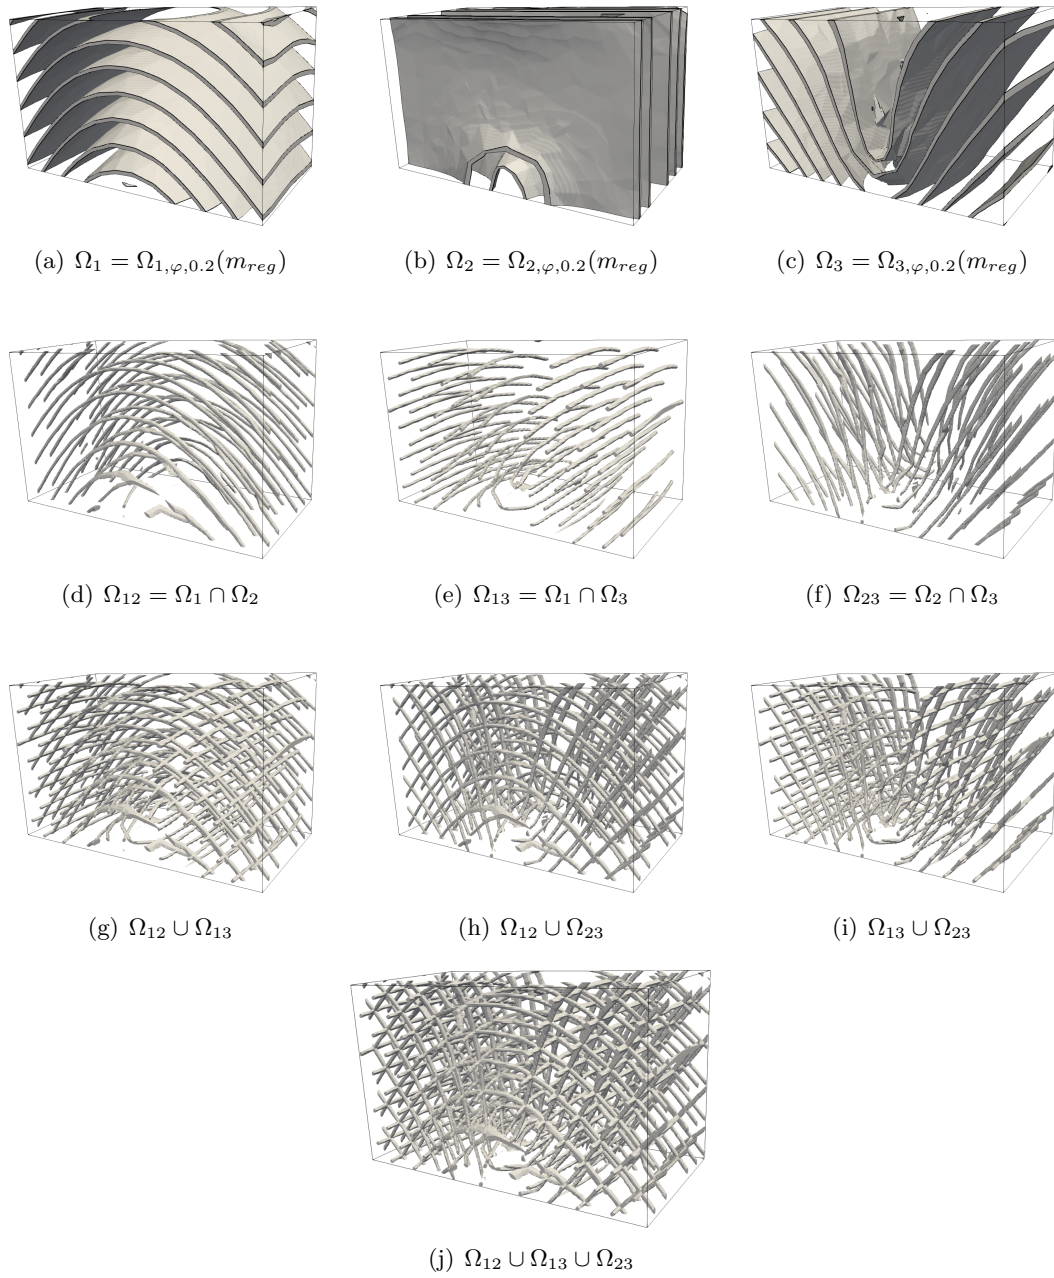 (a) Ω₁ = Ω₁,φ,₀.₂(mᵣₑg)
(b) Ω₂ = Ω₂,φ,₀.₂(mᵣₑg)
(c) Ω₃ = Ω₃,φ,₀.₂(mᵣₑg)
(d) Ω₁₂ = Ω₁ ∩ Ω₂
(e) Ω₁₃ = Ω₁ ∩ Ω₃
(f) Ω₂₃ = Ω₂ ∩ Ω₃
(g) Ω₁₂ ∪ Ω₁₃
(h) Ω₁₂ ∪ Ω₂₃
(i) Ω₁₃ ∪ Ω₂₃
(j) Ω₁₂ ∪ Ω₁₃ ∪ Ω₂₃